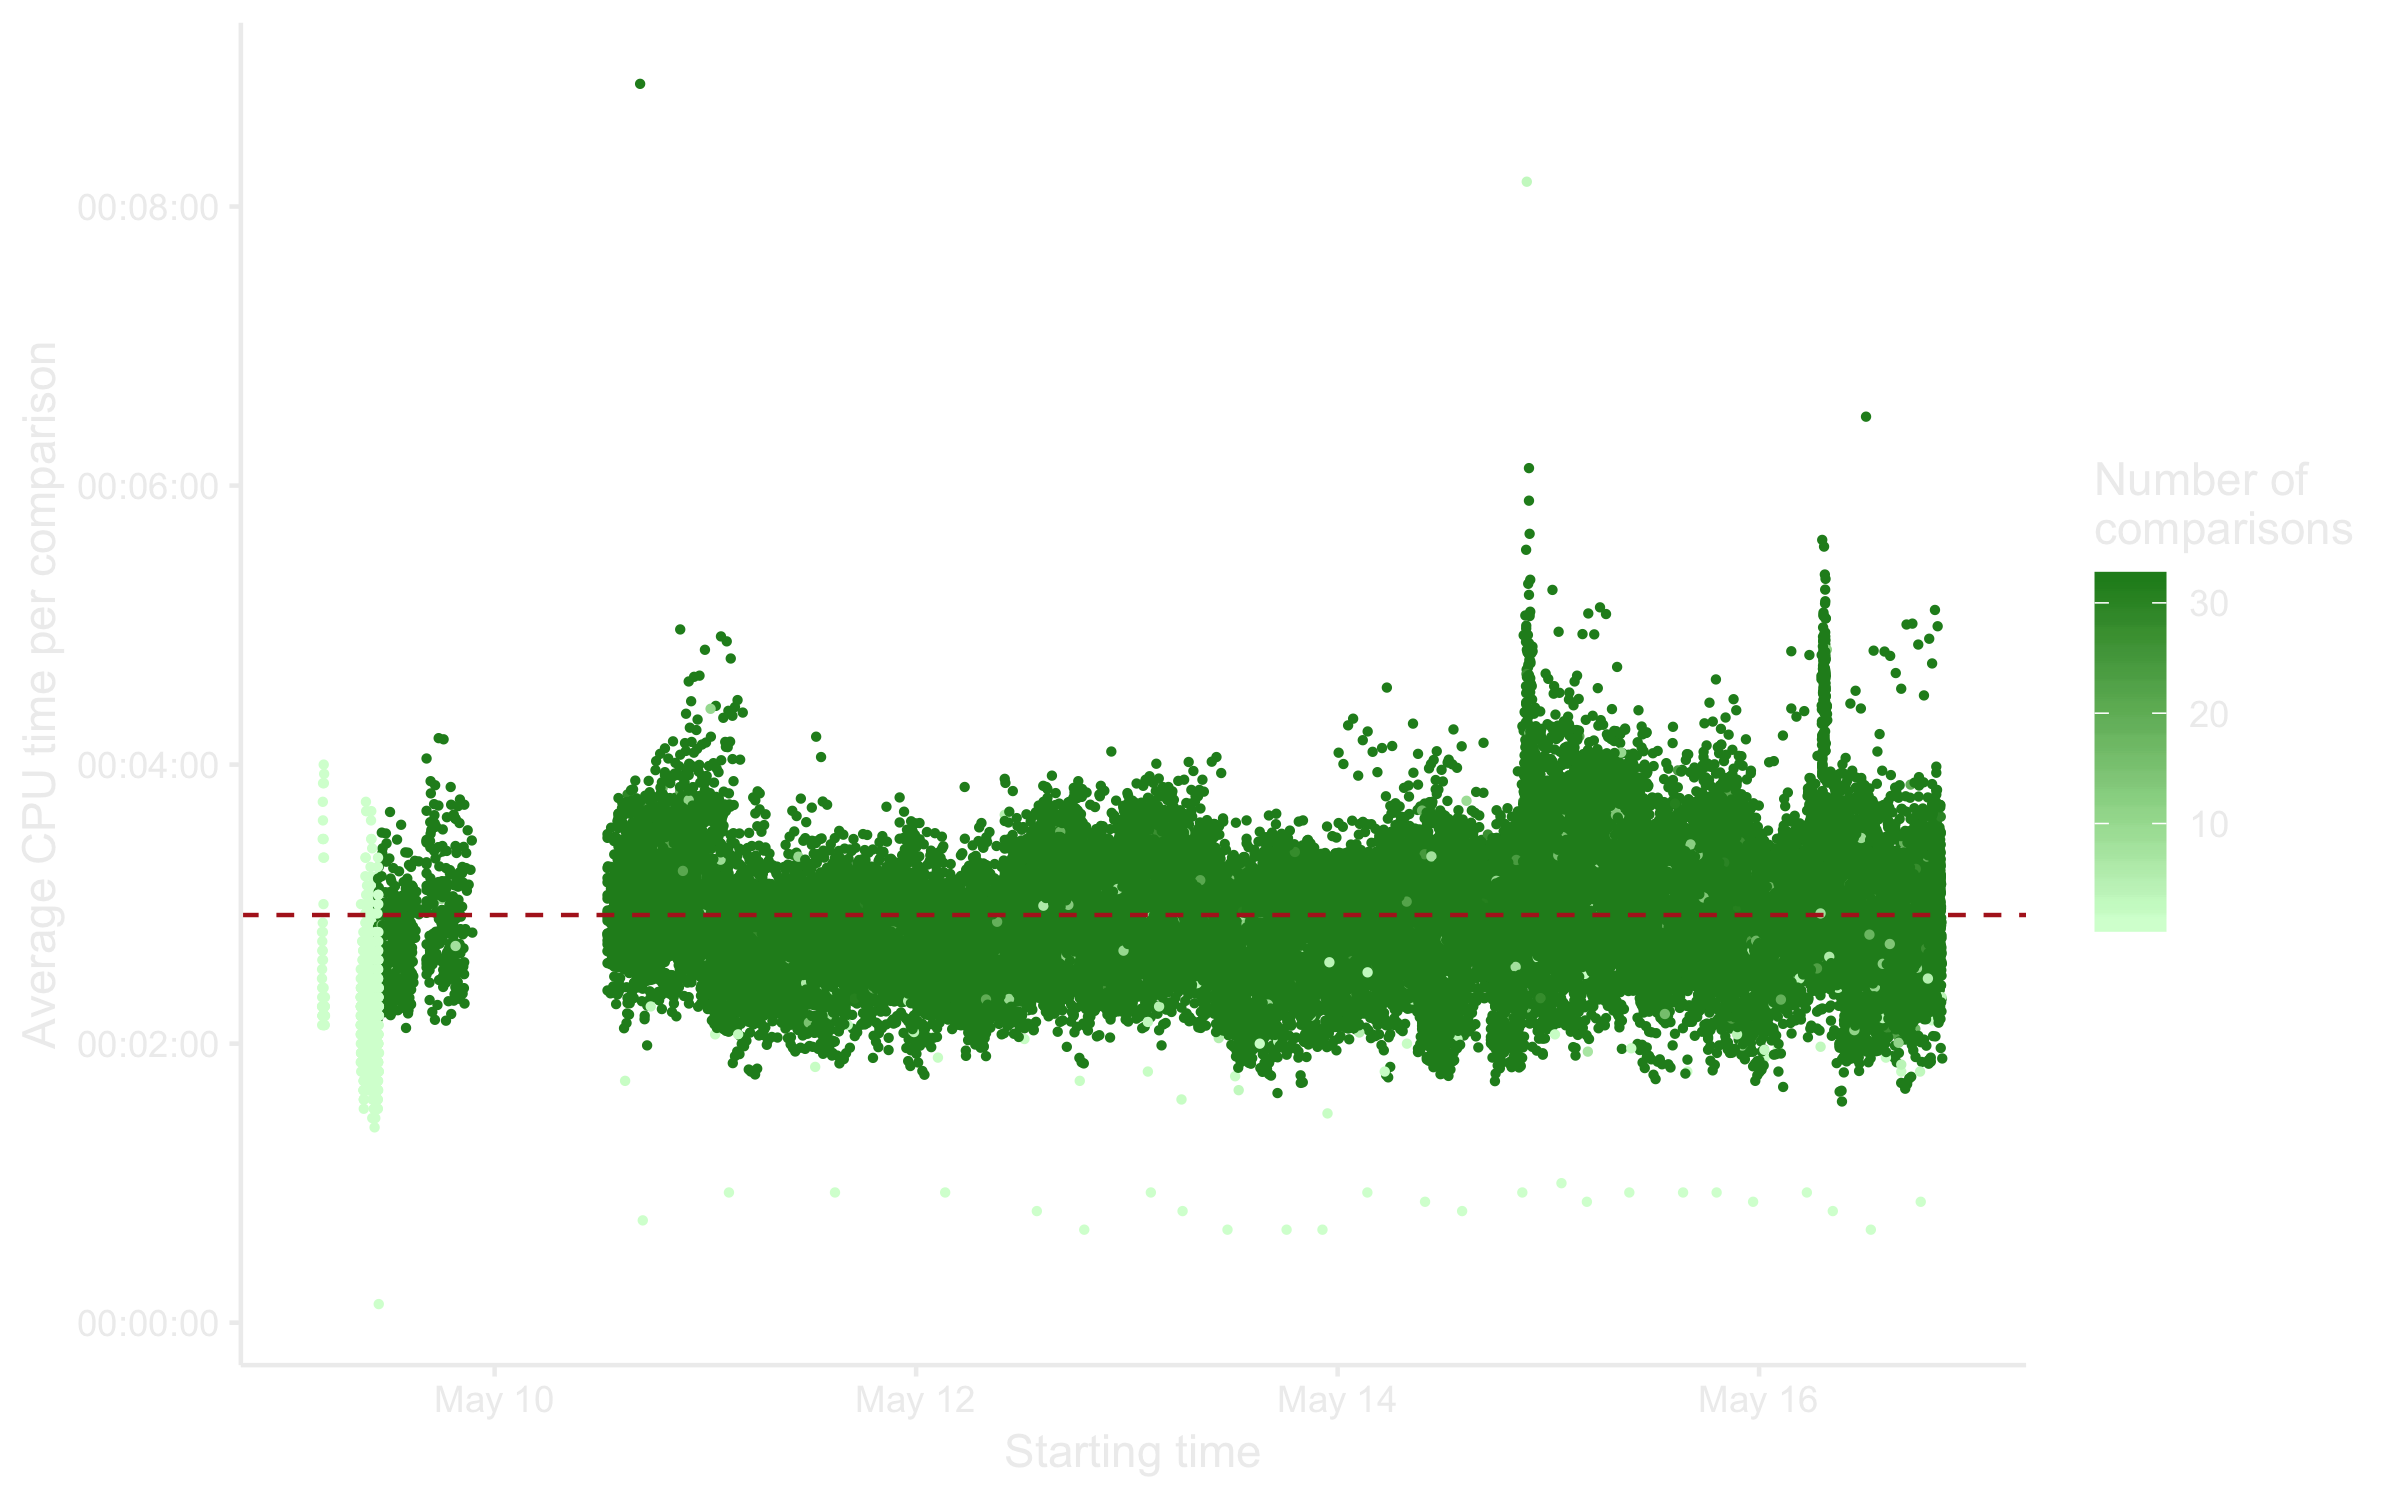 Average CPU time per comparison
00:08:00
00:06:00
00:04:00
00:02:00
00:00:00
May 10
May 12
May 14
May 16
Starting time
Number of
comparisons
30
20
10